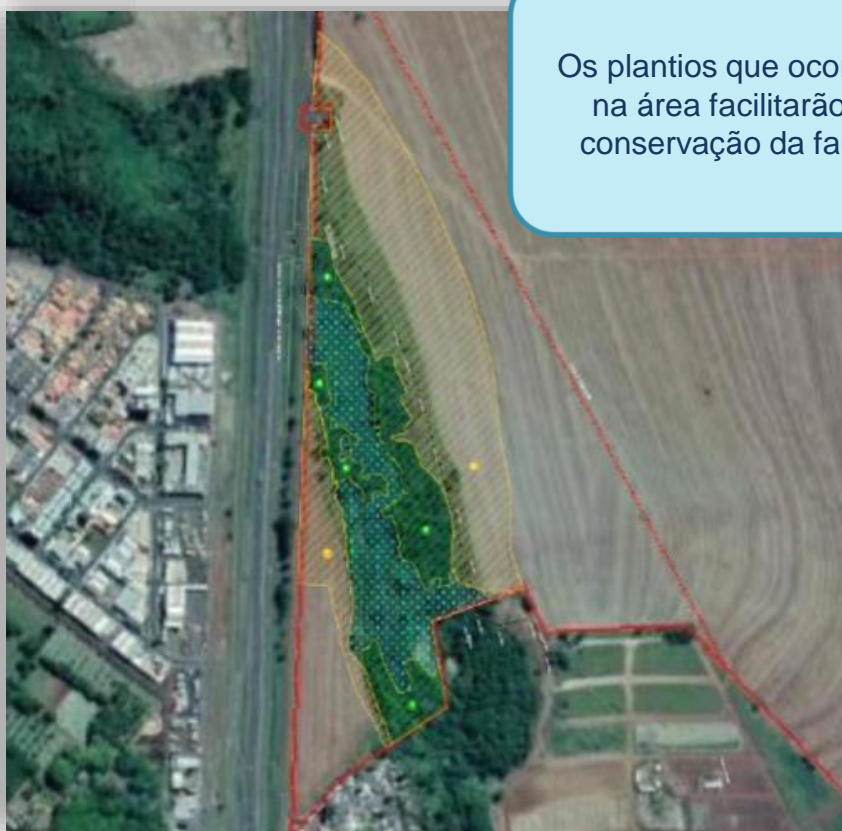 Os plantios que oco
na área facilitarão
conservação da fa